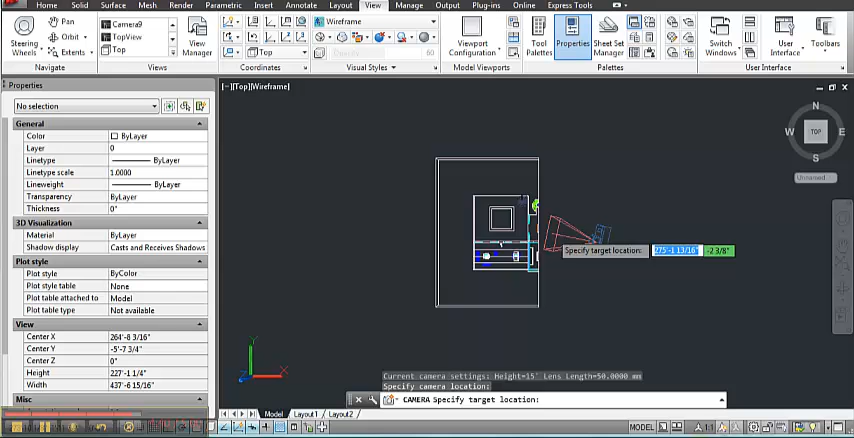 Home Solid Surface Mesh Render Parametric Insert Annotate Layout View Manage Output Plug-ins Online Express Tools
Steering Wheels
Pan
Orbit
Extents
Navigate
Camera9
TopView
Top
View Manager
Views
Top
Coordinates
Wireframe
Opacity 60
Visual Styles
Viewport Configuration
Model Viewports
Tool Palettes
Properties
Sheet Set Manager
Palettes
Switch Windows
User Interface
Toolbars
User Interface
Properties
No selection
General
Color ByLayer
Layer 0
Linetype ByLayer
Linetype scale 1.0000
Lineweight ByLayer
Transparency ByLayer
Thickness 0"
3D Visualization
Material ByLayer
Shadow display Casts and Receives Shadows
Plot style
Plot style ByColor
Plot style table None
Plot table attached to Model
Plot table type Not available
View
Center X 264'-8 3/16"
Center Y -5'-7 3/4"
Center Z 0"
Height 227'-1 1/4"
Width 437'-6 15/16"
Misc
[−][Top][Wireframe]
N
W TOP E
S
Unnamed
Specify target location: 275'-1 13/16" -2 3/8"
Y
X
Z
Current camera settings: Height=15' Lens Length=50.0000 mm
Specify camera location:
CAMERA Specify target location:
Model Layout1 Layout2
MODEL 1:1